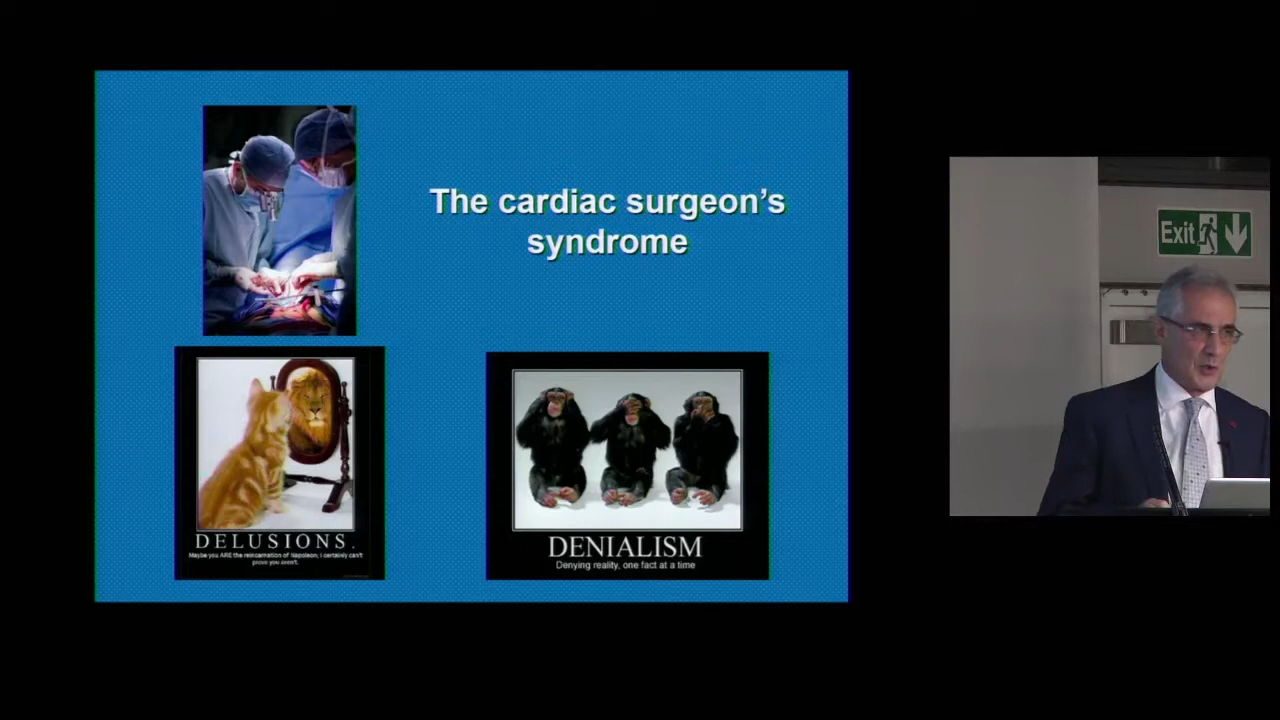 The cardiac surgeon's
syndrome
Exit
DELUSIONS.
Maybe you ARE the reincarnation of Napoleon; I certainly can't
prove you aren't.
DENIALISM
Denying reality, one fact at a time